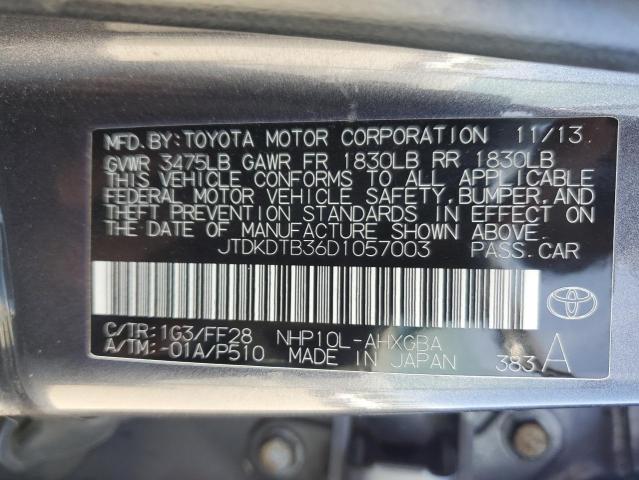 MFD.BY:TOYOTA MOTOR CORPORATION 11/13
GVWR 3475LB GAWR FR 1830LB RR 1830LB
THIS VEHICLE CONFORMS TO ALL APPLICABLE
FEDERAL MOTOR VEHICLE SAFETY,BUMPER,AND
THEFT PREVENTION STANDARDS IN EFFECT ON
THE DATE OF MANUFACTURE SHOWN ABOVE.
JTDKDTB36D1057003 PASS.CAR
C/TR:1G3/FF28 NHP10L-AHXGBA
A/TM:-01A/P510 MADE IN JAPAN 383A